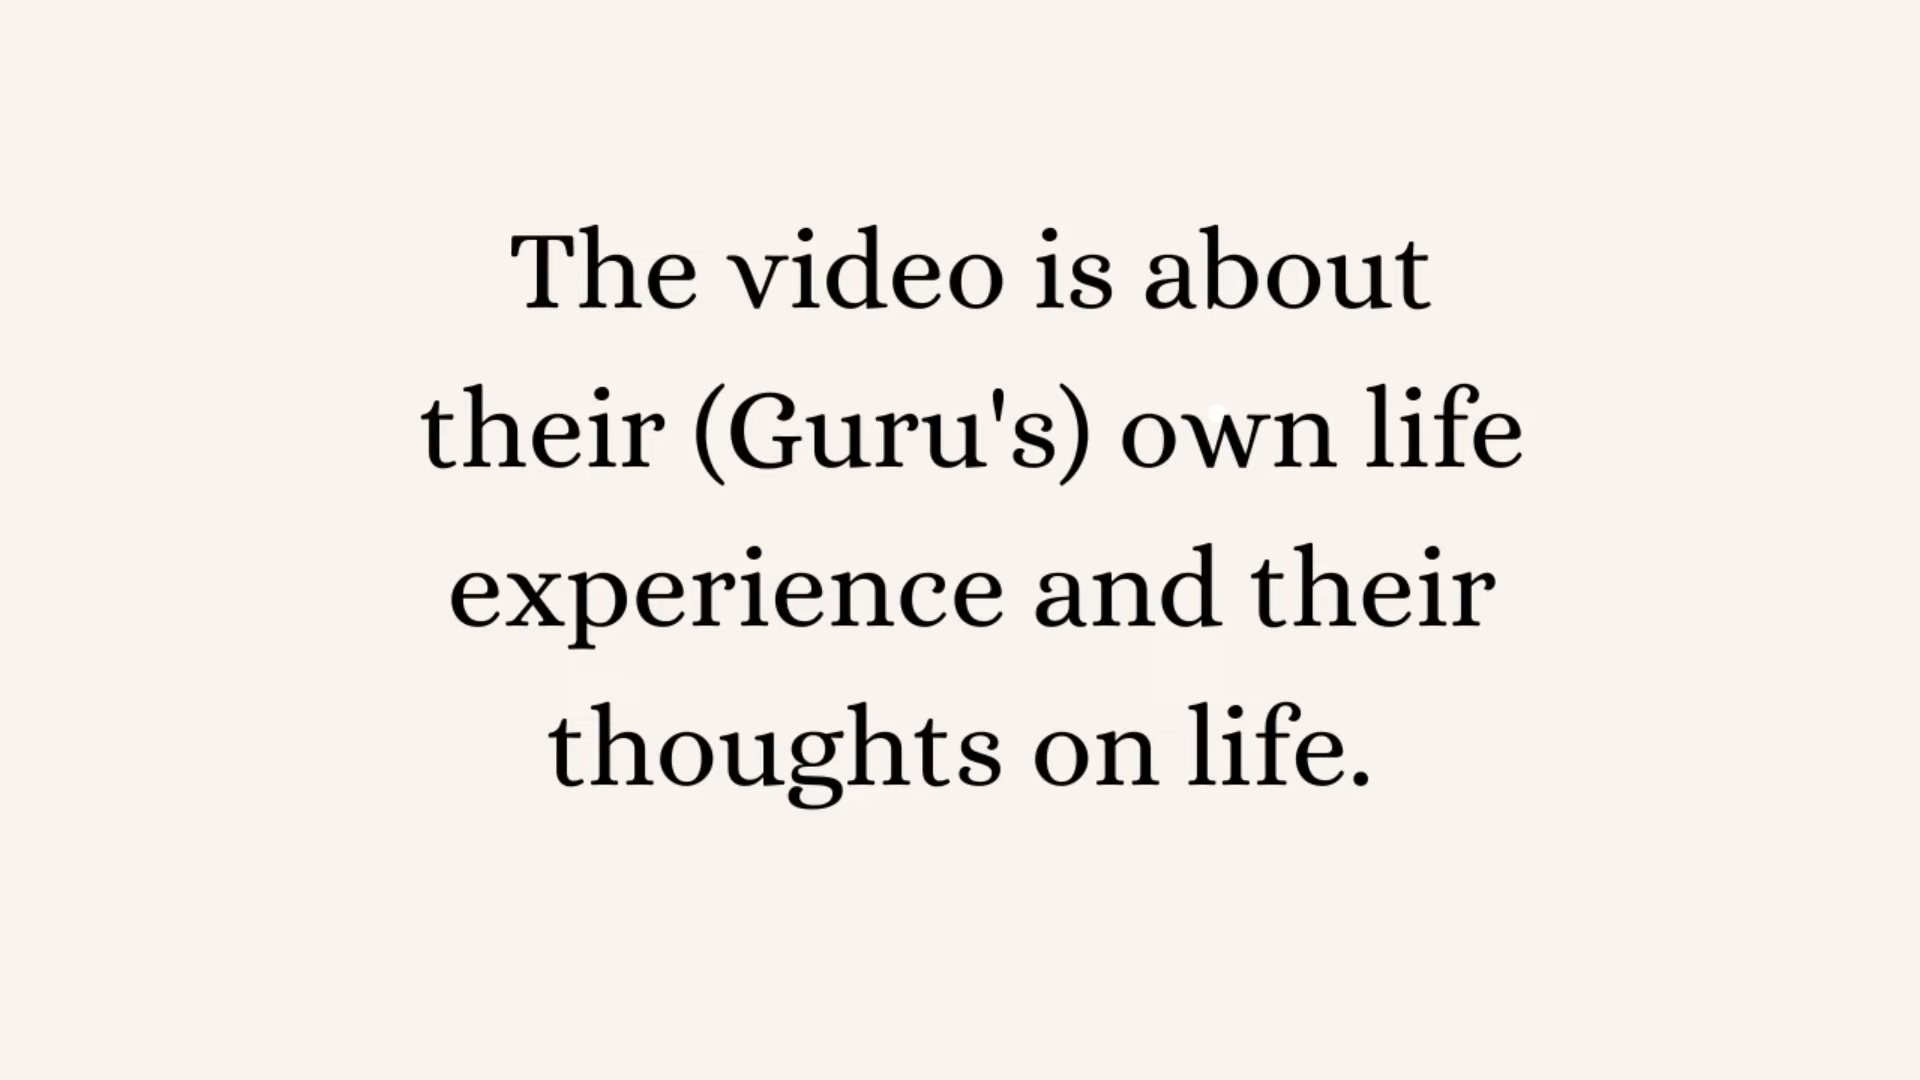 The video is about
their (Guru's) own life
experience and their
thoughts on life.